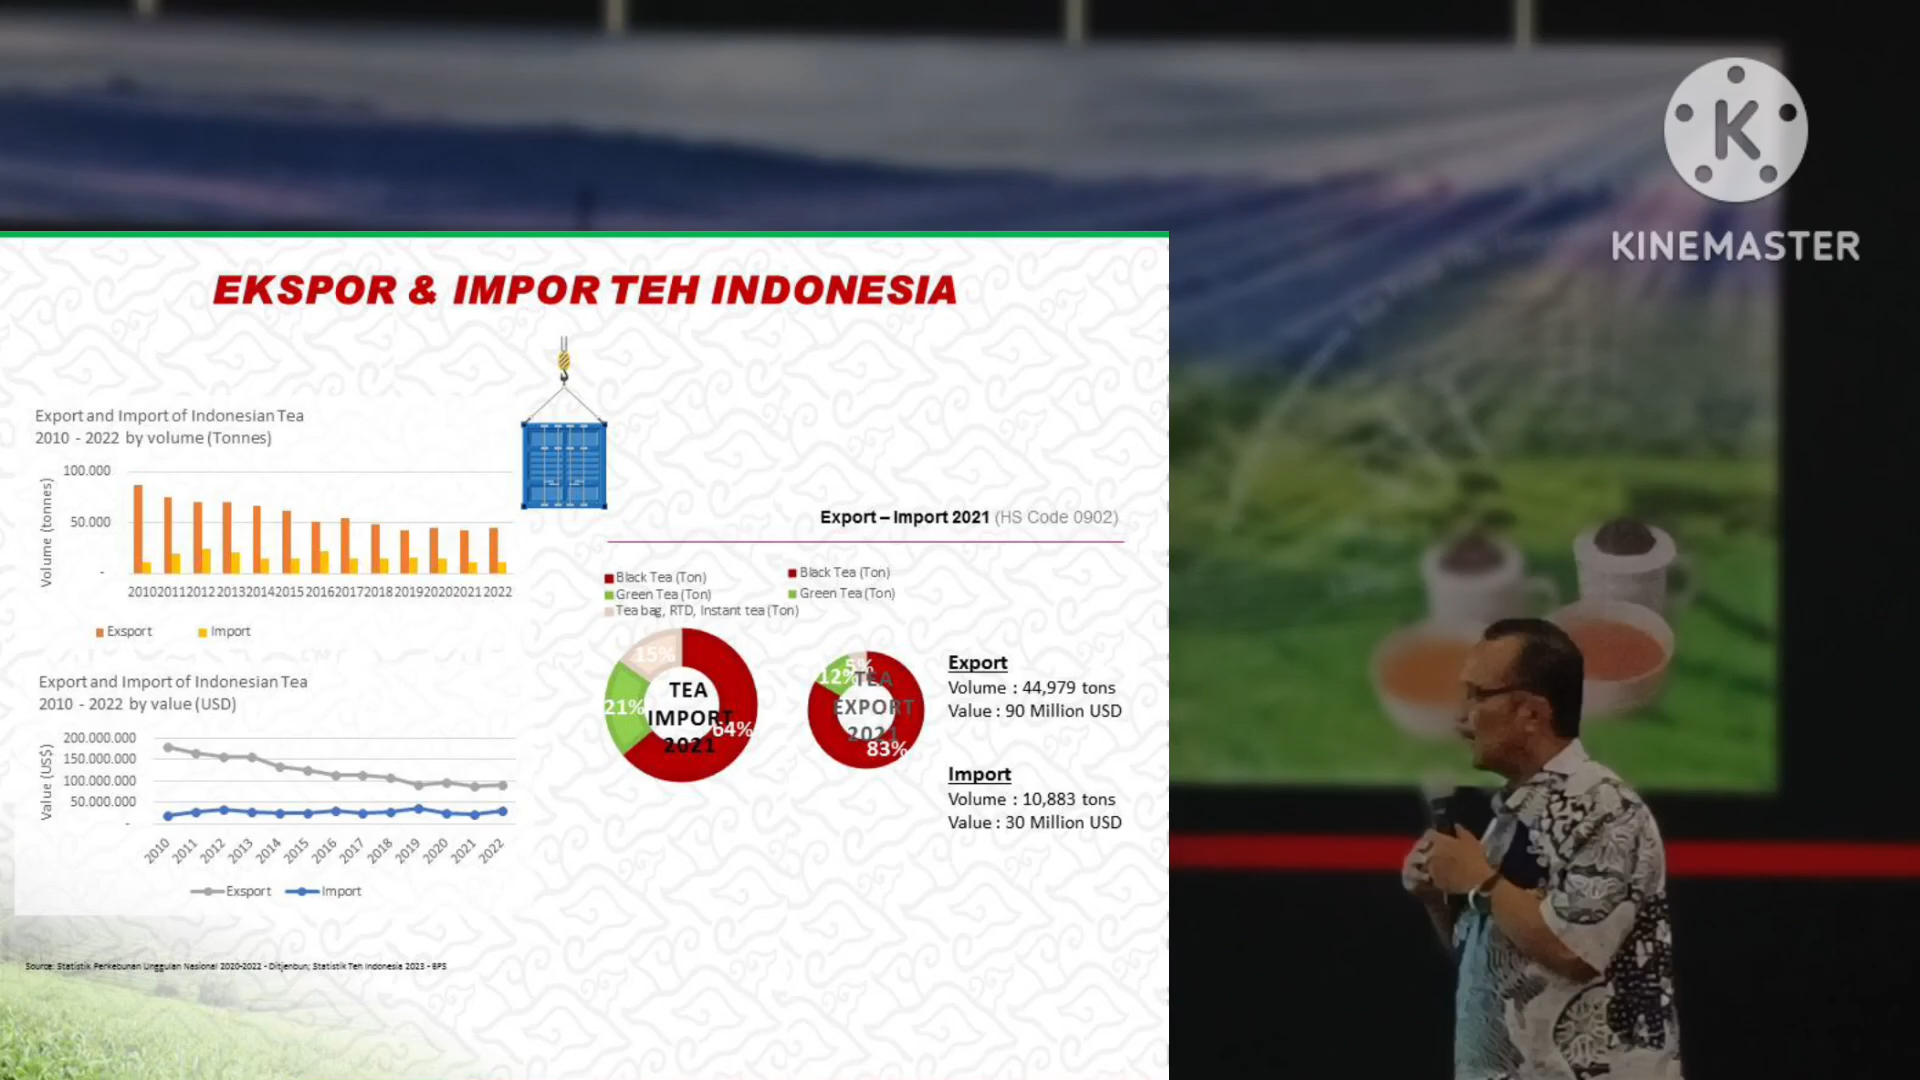 K
KINEMASTER
EKSPOR & IMPOR TEH INDONESIA
Export and Import of Indonesian Tea
2010 - 2022 by volume (Tonnes)
Volume (tonnes)
100.000
50.000
-
2010 2011 2012 2013 2014 2015 2016 2017 2018 2019 2020 2021 2022
Exsport Import
Export and Import of Indonesian Tea
2010 - 2022 by value (USD)
Value (US$)
200.000.000
150.000.000
100.000.000
50.000.000
-
2010 2011 2012 2013 2014 2015 2016 2017 2018 2019 2020 2021 2022
Exsport Import
Source: Statistik Perkebunan Unggulan Nasional 2020-2022 - Ditjenbun; Statistik Teh Indonesia 2023 - BPS
Export – Import 2021 (HS Code 0902)
Black Tea (Ton)
Green Tea (Ton)
Tea bag, RTD, Instant tea (Ton)
15%
21%
64%
TEA
IMPORT
2021
Black Tea (Ton)
Green Tea (Ton)
5%
12%
83%
TEA
EXPORT
2021
Export
Volume : 44,979 tons
Value : 90 Million USD
Import
Volume : 10,883 tons
Value : 30 Million USD